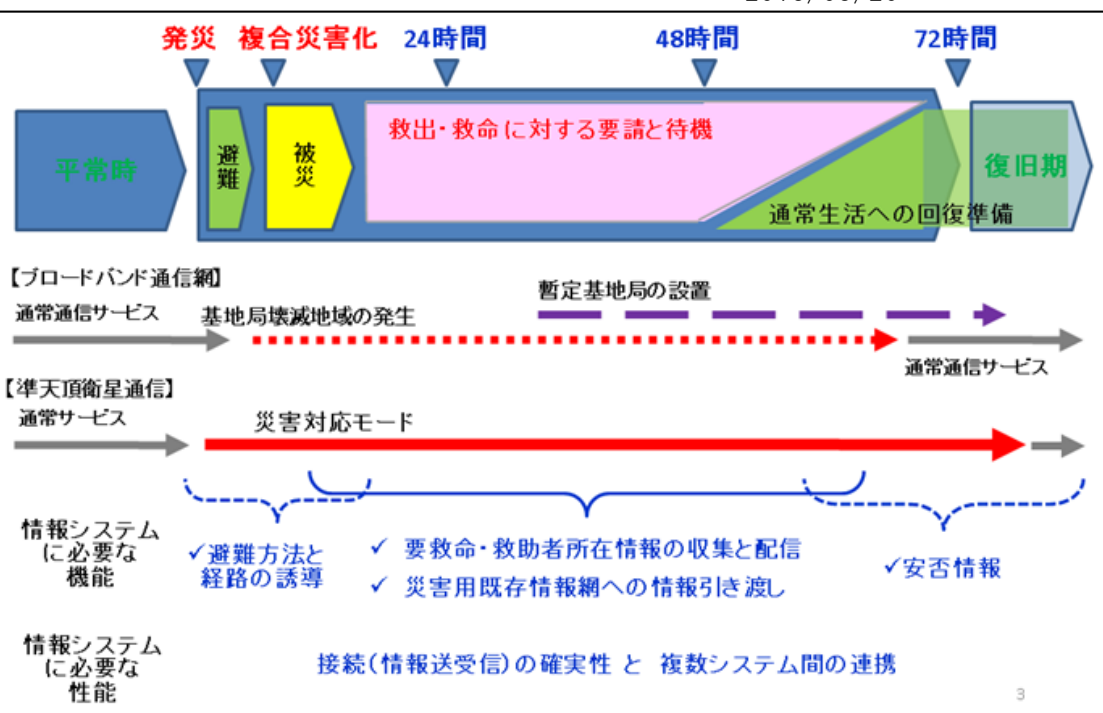 発災 複合災害化 24時間 48時間 72時間
平常時
避難
被災
救出・救命に対する要請と待機
通常生活への回復準備
復旧期
【ブロードバンド通信網】
通常通信サービス
基地局壊滅地域の発生
暫定基地局の設置
通常通信サービス
【準天頂衛星通信】
通常サービス
災害対応モード
情報システム
に必要な
機能
✓避難方法と
経路の誘導
✓ 要救命・救助者所在情報の収集と配信
✓ 災害用既存情報網への情報引き渡し
✓安否情報
情報システム
に必要な
性能
接続(情報送受信)の確実性 と 複数システム間の連携
3